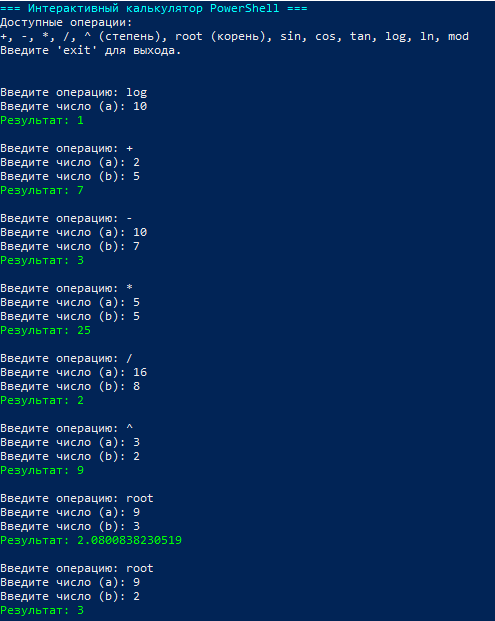 === Интерактивный калькулятор PowerShell ===
Доступные операции:
+, -, *, /, ^ (степень), root (корень), sin, cos, tan, log, ln, mod
Введите 'exit' для выхода.
Введите операцию: log
Введите число (a): 10
Результат: 1
Введите операцию: +
Введите число (a): 2
Введите число (b): 5
Результат: 7
Введите операцию: -
Введите число (a): 10
Введите число (b): 7
Результат: 3
Введите операцию: *
Введите число (a): 5
Введите число (b): 5
Результат: 25
Введите операцию: /
Введите число (a): 16
Введите число (b): 8
Результат: 2
Введите операцию: ^
Введите число (a): 3
Введите число (b): 2
Результат: 9
Введите операцию: root
Введите число (a): 9
Введите число (b): 3
Результат: 2.0800838230519
Введите операцию: root
Введите число (a): 9
Введите число (b): 2
Результат: 3